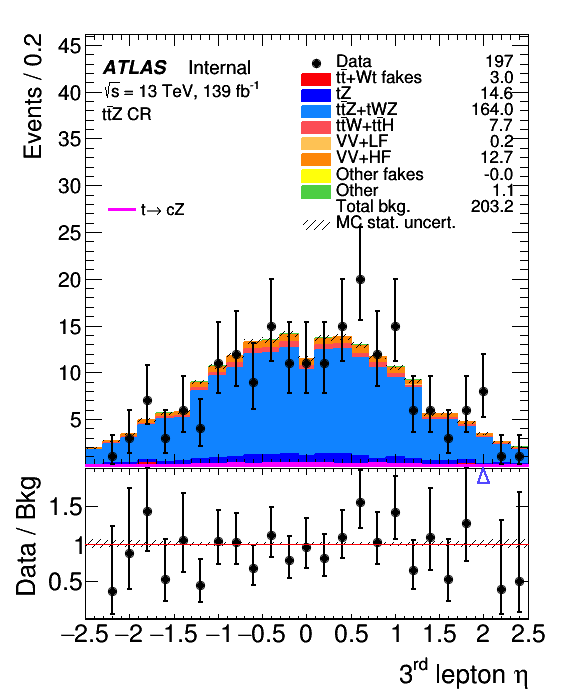 Events / 0.2
45
40
35
30
25
20
15
10
5
ATLAS Internal
√s = 13 TeV, 139 fb⁻¹
tt̄Z CR
t→ cZ
Data 197
tt̄+Wt fakes 3.0
tZ 14.6
tt̄Z+tWZ 164.0
tt̄W+tt̄H 7.7
VV+LF 0.2
VV+HF 12.7
Other fakes -0.0
Other 1.1
Total bkg. 203.2
MC stat. uncert.
Data / Bkg
1.5
1
0.5
−2.5 −2 −1.5 −1 −0.5 0 0.5 1 1.5 2 2.5
3rd lepton η